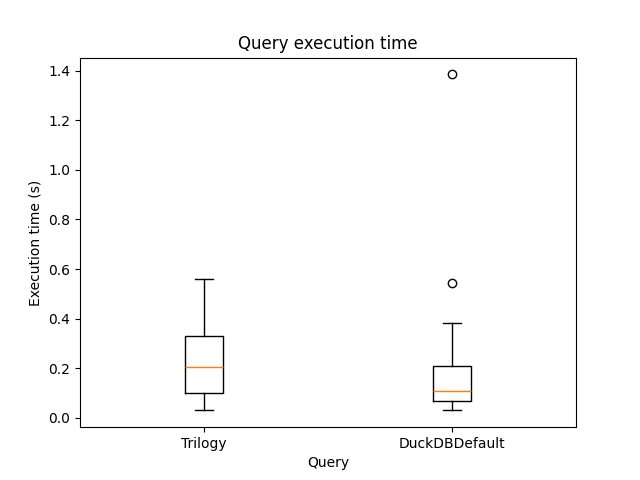 Query execution time
1.4
1.2
1.0
0.8
0.6
0.4
0.2
0.0
Execution time (s)
Trilogy
DuckDBDefault
Query